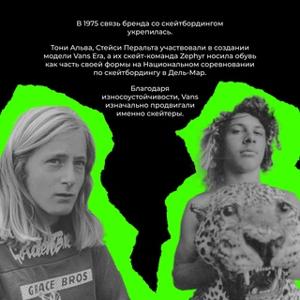 В 1975 связь бренда со скейтбордингом
укрепилась.
Тони Альва, Стейси Перальта участвовали в создании
модели Vans Era, а их скейт-команда Zephyr носила обувь
как часть своей формы на Национальном соревновании
по скейтбордингу в Дель-Мар.
Благодаря
износоустойчивости, Vans
изначально продвигали
именно скейтеры.
GRACE BROS